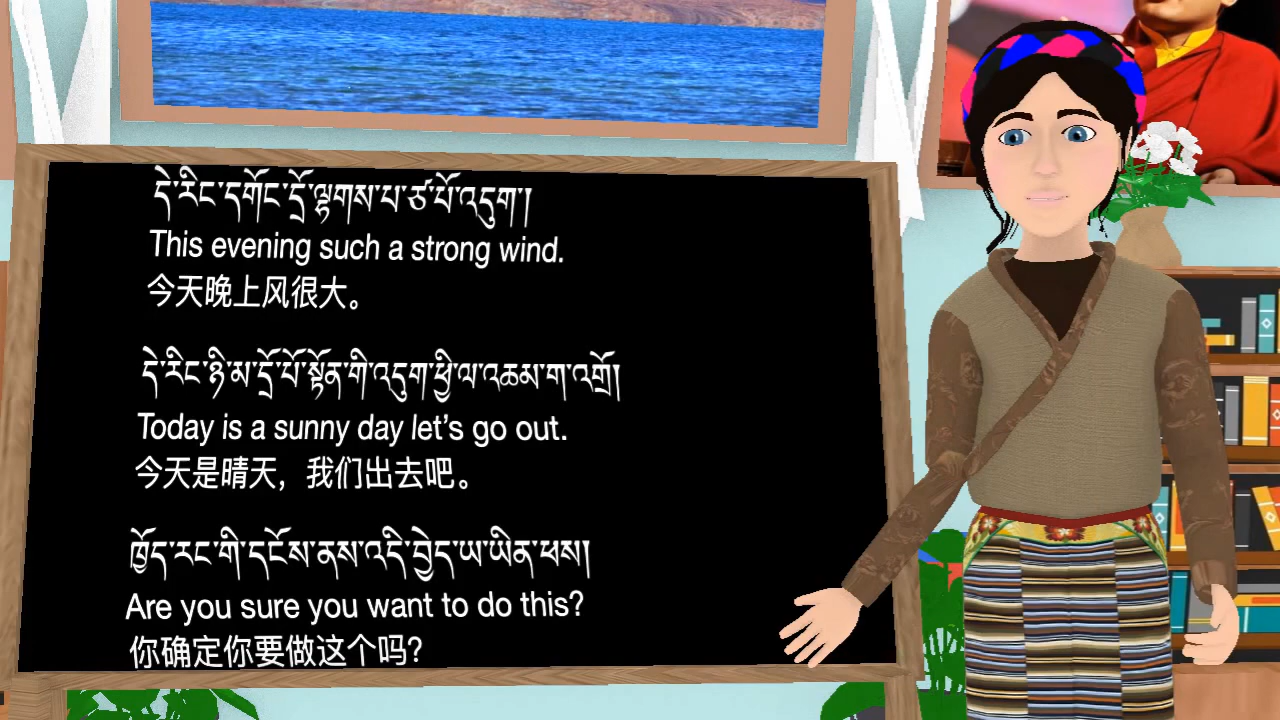 དེ་རིང་དགོང་དྲོ་ལྷགས་པ་ཙ་པོ་འདུག།
This evening such a strong wind.
今天晚上风很大。
དེ་རིང་ཉི་མ་དྲོ་པོ་སྟོན་གི་འདུག་ཕྱི་ལ་འཆམ་ག་འགྲོ།
Today is a sunny day let’s go out.
今天是晴天，我们出去吧。
ཁྱོད་རང་གི་དངོས་ནས་འདི་བྱེད་ཡ་ཡིན་ཕས།
Are you sure you want to do this?
你确定你要做这个吗?